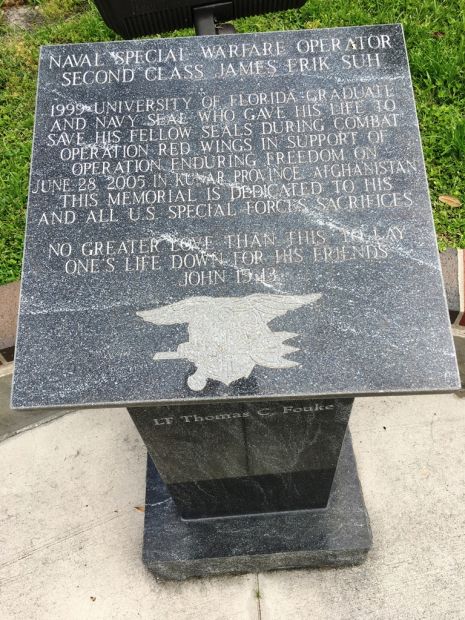 NAVAL SPECIAL WARFARE OPERATOR
SECOND CLASS JAMES ERIK SUH
1999 UNIVERSITY OF FLORIDA GRADUATE
AND NAVY SEAL WHO GAVE HIS LIFE TO
SAVE HIS FELLOW SEALS DURING COMBAT
OPERATION RED WINGS IN SUPPORT OF
OPERATION ENDURING FREEDOM ON
JUNE 28, 2005 IN KUNAR PROVINCE, AFGHANISTAN
THIS MEMORIAL IS DEDICATED TO HIS
AND ALL U.S. SPECIAL FORCES SACRIFICES
NO GREATER LOVE THAN THIS, TO LAY
ONE'S LIFE DOWN FOR HIS FRIENDS
JOHN 15:13
LT Thomas C. Fouke